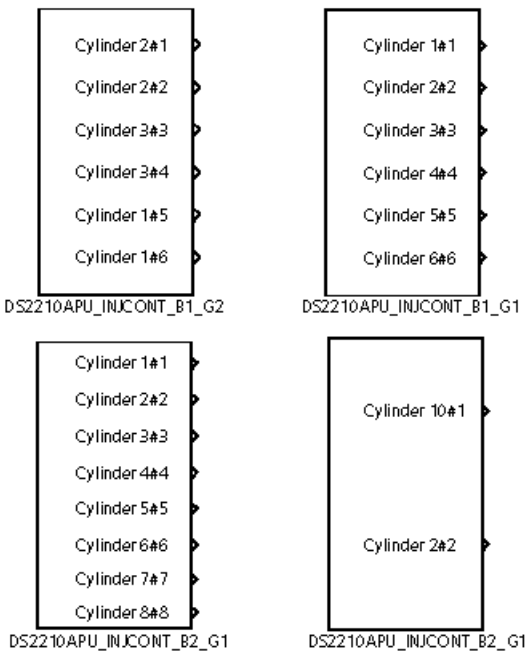 Cylinder 2#1
Cylinder 2#2
Cylinder 3#3
Cylinder 3#4
Cylinder 1#5
Cylinder 1#6
DS2210APU_INJCONT_B1_G2
Cylinder 1#1
Cylinder 2#2
Cylinder 3#3
Cylinder 4#4
Cylinder 5#5
Cylinder 6#6
DS2210APU_INJCONT_B1_G1
Cylinder 1#1
Cylinder 2#2
Cylinder 3#3
Cylinder 4#4
Cylinder 5#5
Cylinder 6#6
Cylinder 7#7
Cylinder 8#8
DS2210APU_INJCONT_B2_G1
Cylinder 10#1
Cylinder 2#2
DS2210APU_INJCONT_B2_G1